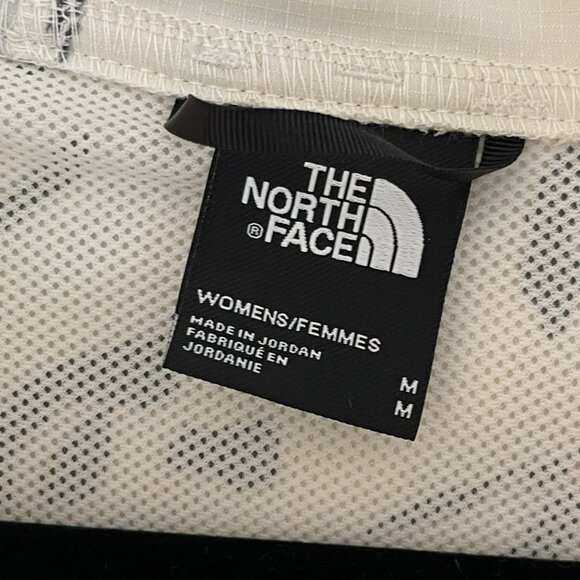 THE
NORTH
® FACE
WOMENS/FEMMES
MADE IN JORDAN
FABRIQUÉ EN
JORDANIE
M
M